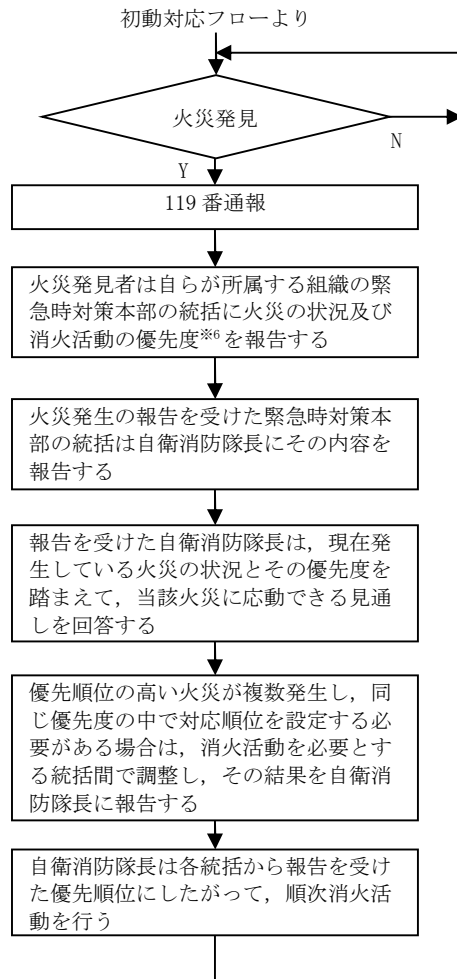 初動対応フローより
火災発見
N
Y
119 番通報
火災発見者は自らが所属する組織の緊
急時対策本部の統括に火災の状況及び
消火活動の優先度※6を報告する
火災発生の報告を受けた緊急時対策本
部の統括は自衛消防隊長にその内容を
報告する
報告を受けた自衛消防隊長は，現在発
生している火災の状況とその優先度を
踏まえて，当該火災に応動できる見通
しを回答する
優先順位の高い火災が複数発生し，同
じ優先度の中で対応順位を設定する必
要がある場合は，消火活動を必要とす
る統括間で調整し，その結果を自衛消
防隊長に報告する
自衛消防隊長は各統括から報告を受け
た優先順位にしたがって，順次消火活
動を行う